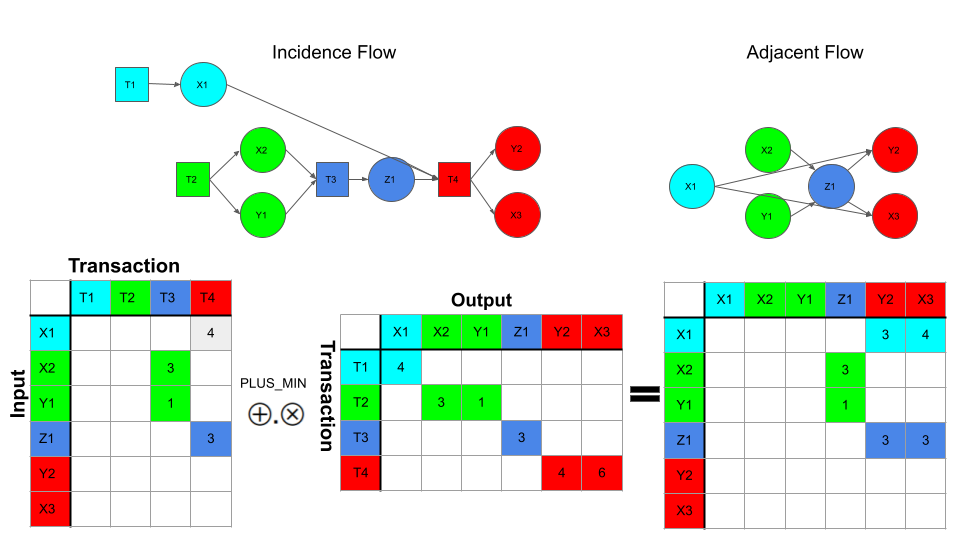 Incidence Flow
Adjacent Flow
T1
X1
X2
Y2
T2
T3
Z1
T4
Y1
X3
X2
Y2
X1
Z1
Y1
X3
Transaction
T1 T2 T3 T4
X1 4
X2 3
Y1 1
Z1 3
Y2
X3
Input
PLUS_MIN
⊕.⊗
Output
X1 X2 Y1 Z1 Y2 X3
T1 4
T2 3 1
T3 3
T4 4 6
Transaction
=
X1 X2 Y1 Z1 Y2 X3
X1 3 4
X2 3
Y1 1
Z1 3 3
Y2
X3